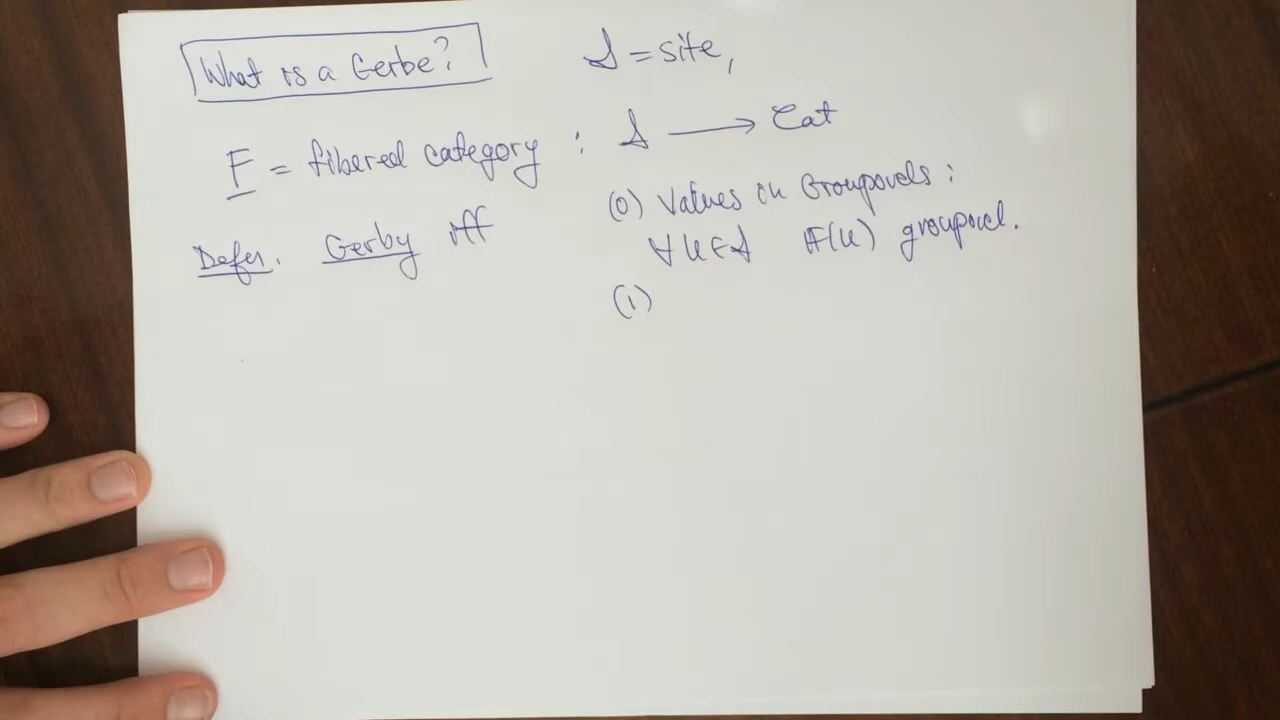 What is a Gerbe?
𝒮 = site,
F = fibered category : 𝒮 ⟶ Cat
(0) Values in Groupoids :
∀ U ∈ 𝒮 F(U) groupoid.
Defn. Gerby iff
(1)